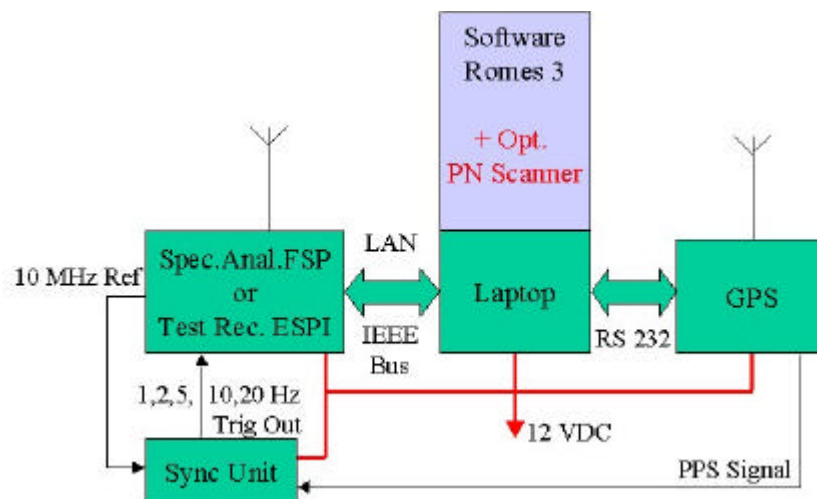 Software
Romes 3
+ Opt.
PN Scanner
LAN
10 MHz Ref
Spec.Anal.FSP
or
Test Rec. ESPI
Laptop
GPS
IEEE
Bus
RS 232
1,2,5, 10,20 Hz
Trig Out
12 VDC
Sync Unit
PPS Signal